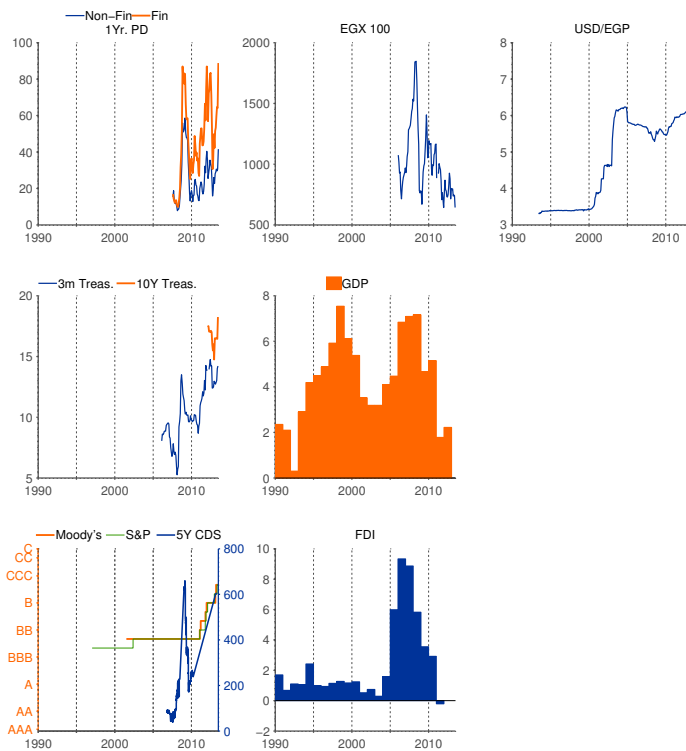 Non−Fin Fin
1Yr. PD
100
80
60
40
20
0
1990 2000 2010
EGX 100
2000
1500
1000
500
1990 2000 2010
USD/EGP
8
7
6
5
4
3
1990 2000 2010
3m Treas. 10Y Treas.
20
15
10
5
1990 2000 2010
GDP
8
6
4
2
0
1990 2000 2010
Moody's S&P 5Y CDS
C
CC
CCC
B
BB
BBB
A
AA
AAA
800
600
400
200
0
1990 2000 2010
FDI
10
8
6
4
2
0
−2
1990 2000 2010